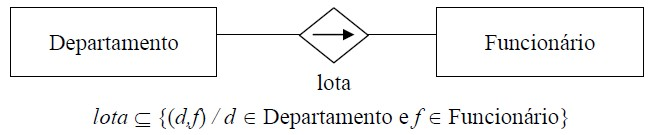 Departamento
Funcionário
lota
lota ⊆ {(d,f) / d ∈ Departamento e f ∈ Funcionário}